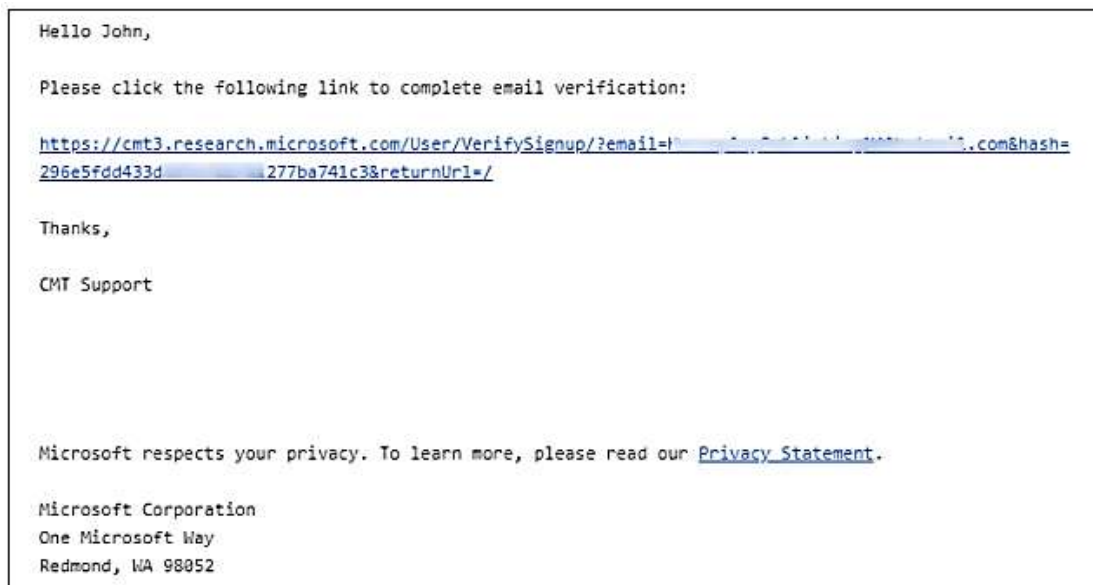 Hello John,
Please click the following link to complete email verification:
https://cmt3.research.microsoft.com/User/VerifySignup/?email= .com&hash=
296e5fdd433d 277ba741c3&returnUrl=/
Thanks,
CMT Support
Microsoft respects your privacy. To learn more, please read our Privacy Statement.
Microsoft Corporation
One Microsoft Way
Redmond, WA 98052